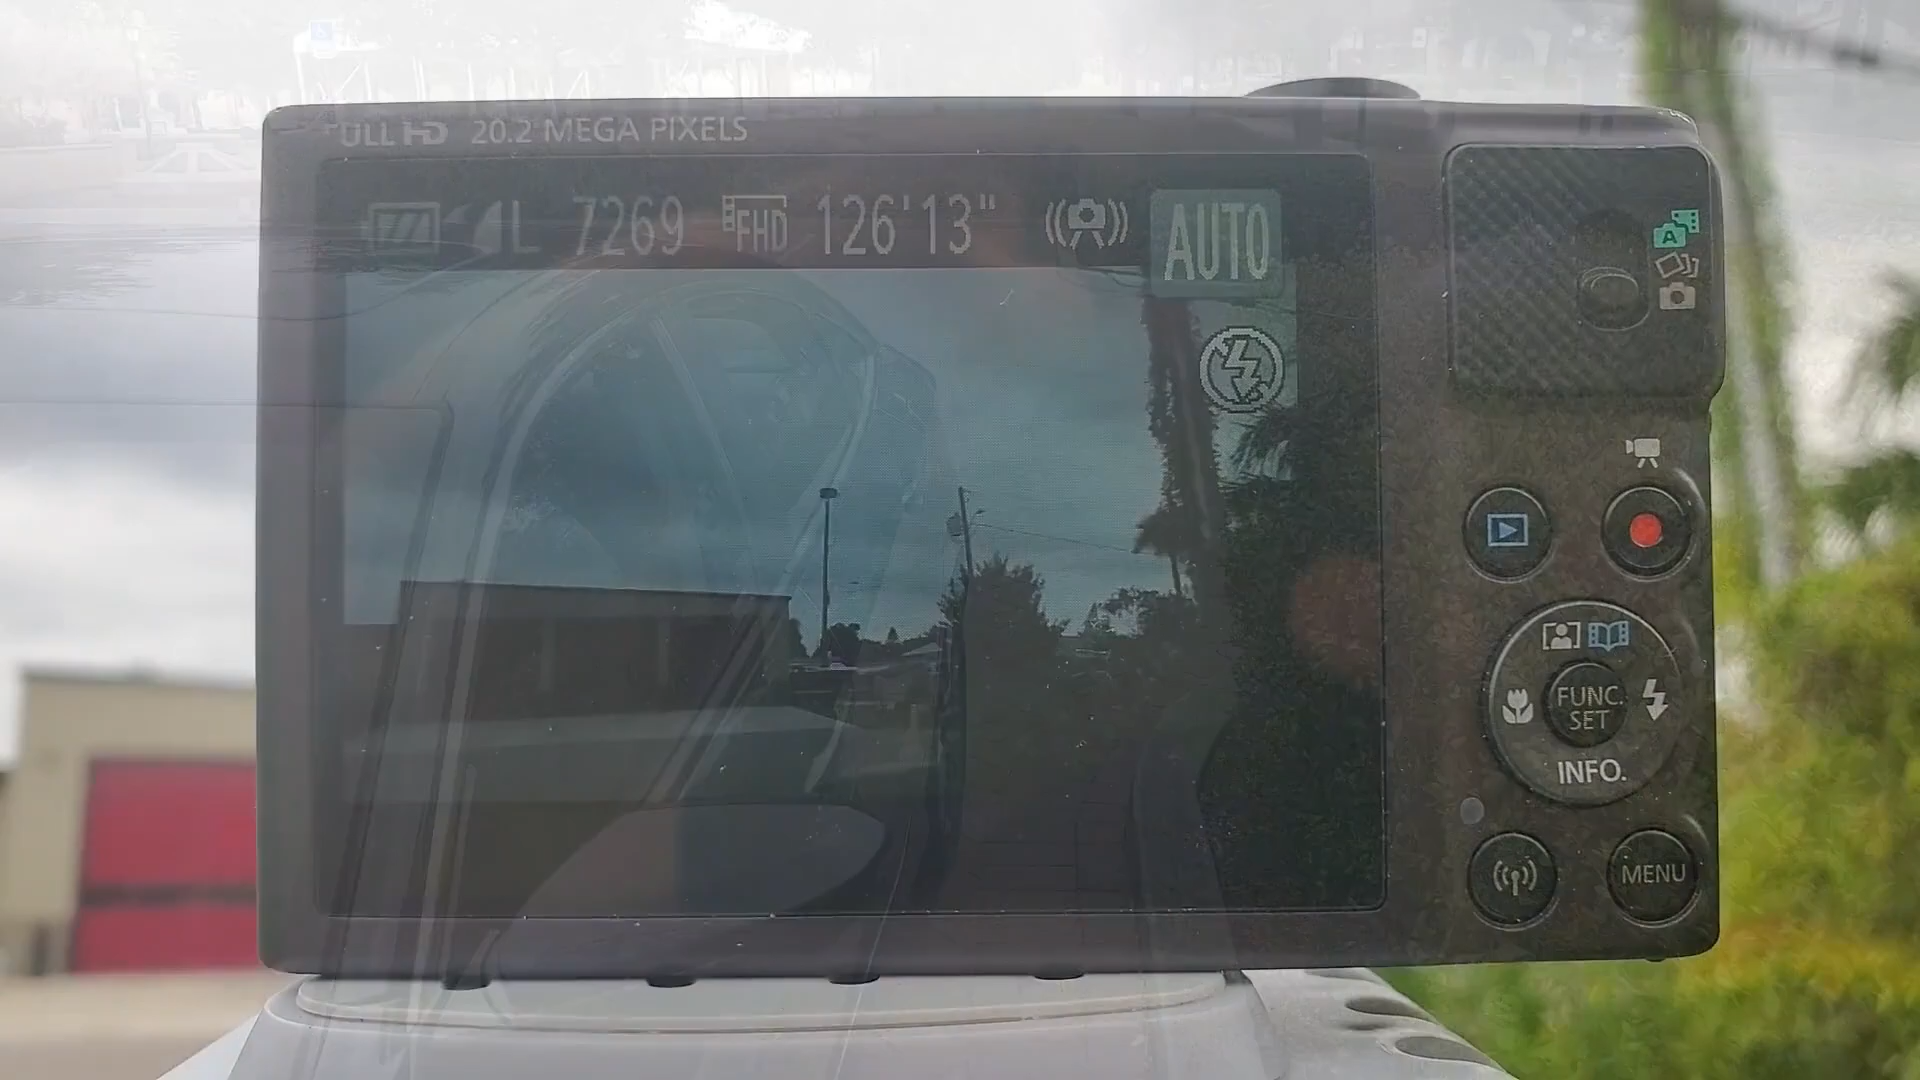 FULL HD 20.2 MEGA PIXELS
L 7269 FHD 126'13" AUTO
A
FUNC.
SET
INFO.
MENU